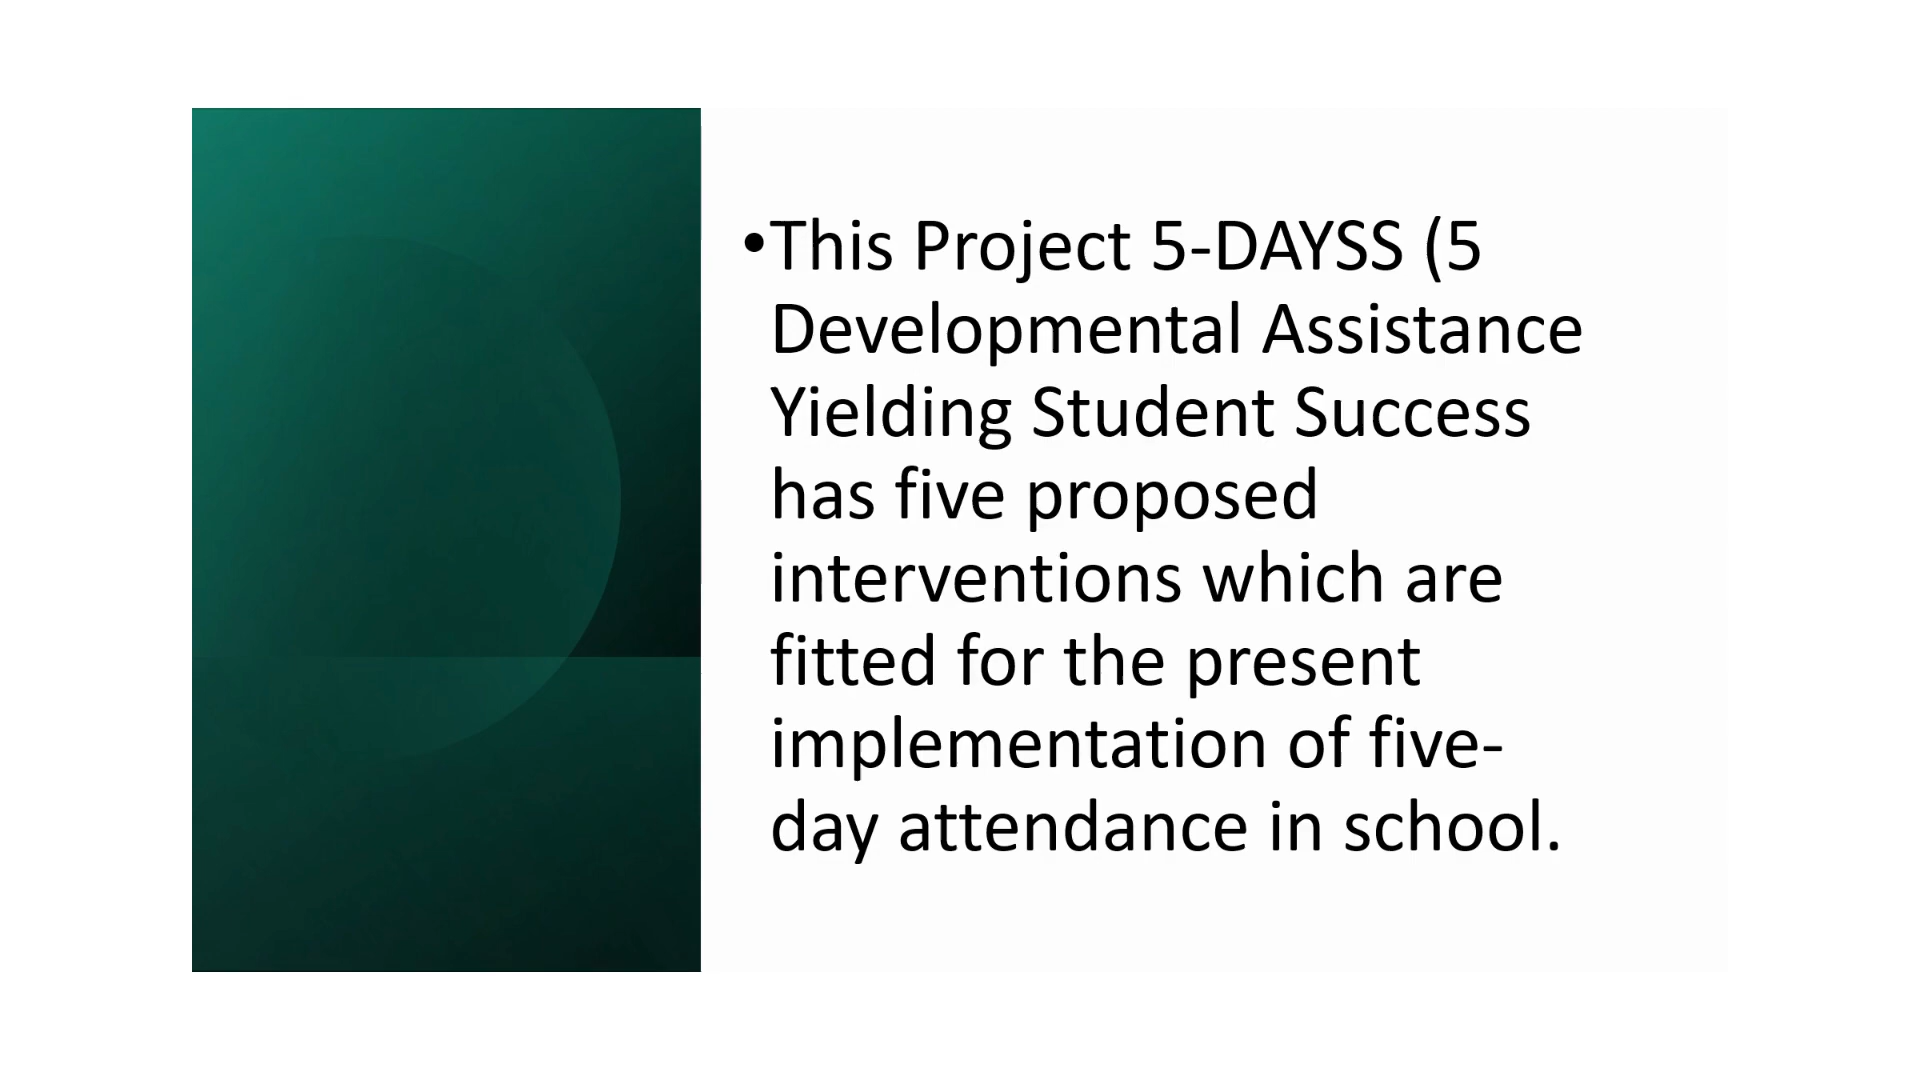 •This Project 5-DAYSS (5
Developmental Assistance
Yielding Student Success
has five proposed
interventions which are
fitted for the present
implementation of five-
day attendance in school.